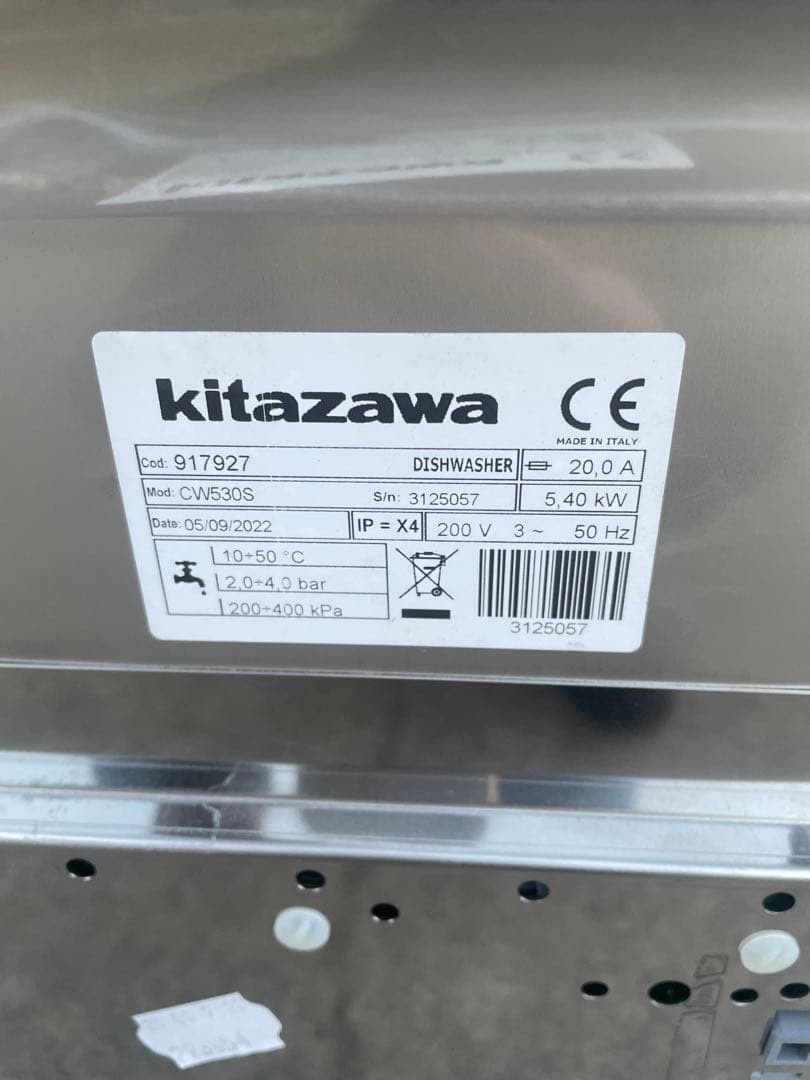 kitazawa
CE
MADE IN ITALY
Cod: 917927 DISHWASHER 20,0 A
Mod: CW530S S/n: 3125057 5,40 kW
Date: 05/09/2022 IP = X4 200 V 3 ~ 50 Hz
10÷50 °C
2,0÷4,0 bar
200÷400 kPa
3125057